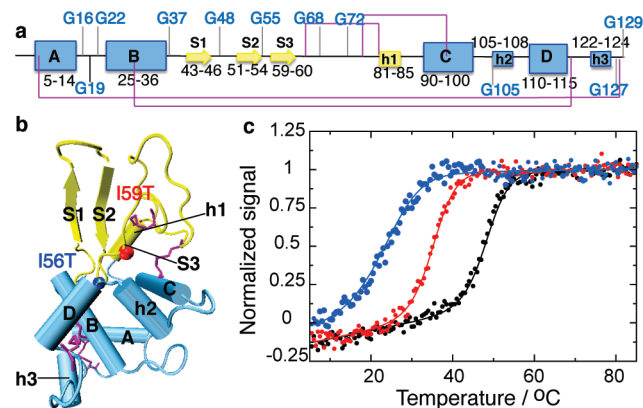 G16 G22 G37 G48 G55 G68 G72 G129
a
S1 S2 S3 105-108 122-124
A B h1 C h2 D h3
5-14 25-36 43-46 51-54 59-60 81-85 90-100 110-115
G19 G105 G127
b
I59T
S1 S2 h1
S3
I56T
C
h2
D B A
h3
c
1.25
1
0.75
0.5
0.25
0
-0.25
Normalized signal
20 40 60 80
Temperature / ºC